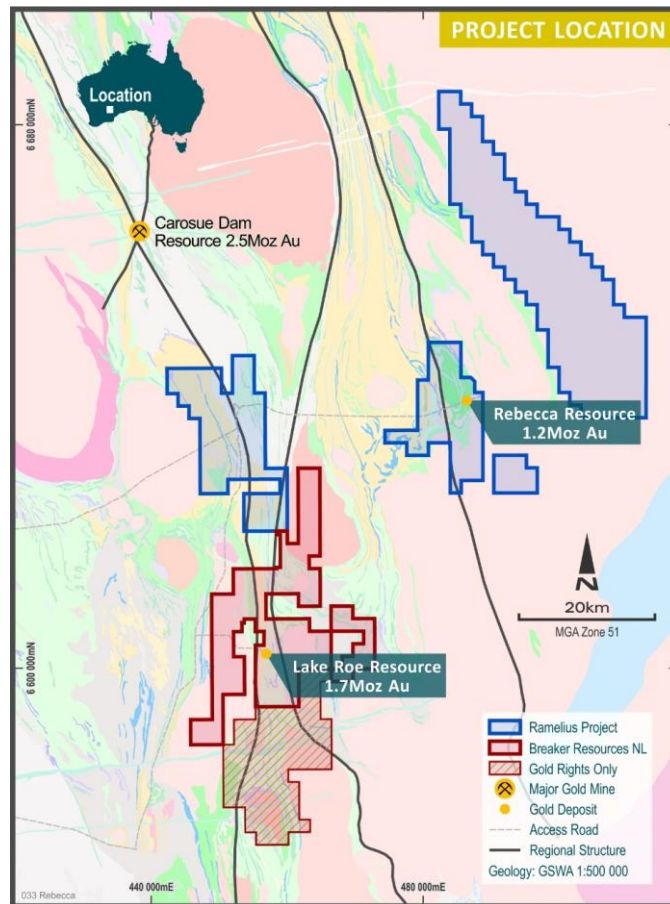 PROJECT LOCATION
Location
6 680 000mN
Carosue Dam
Resource 2.5Moz Au
Rebecca Resource
1.2Moz Au
N
20km
MGA Zone 51
6 600 000mN
Lake Roe Resource
1.7Moz Au
Ramelius Project
Breaker Resources NL
Gold Rights Only
Major Gold Mine
Gold Deposit
Access Road
Regional Structure
Geology: GSWA 1:500 000
033 Rebecca
440 000mE
480 000mE